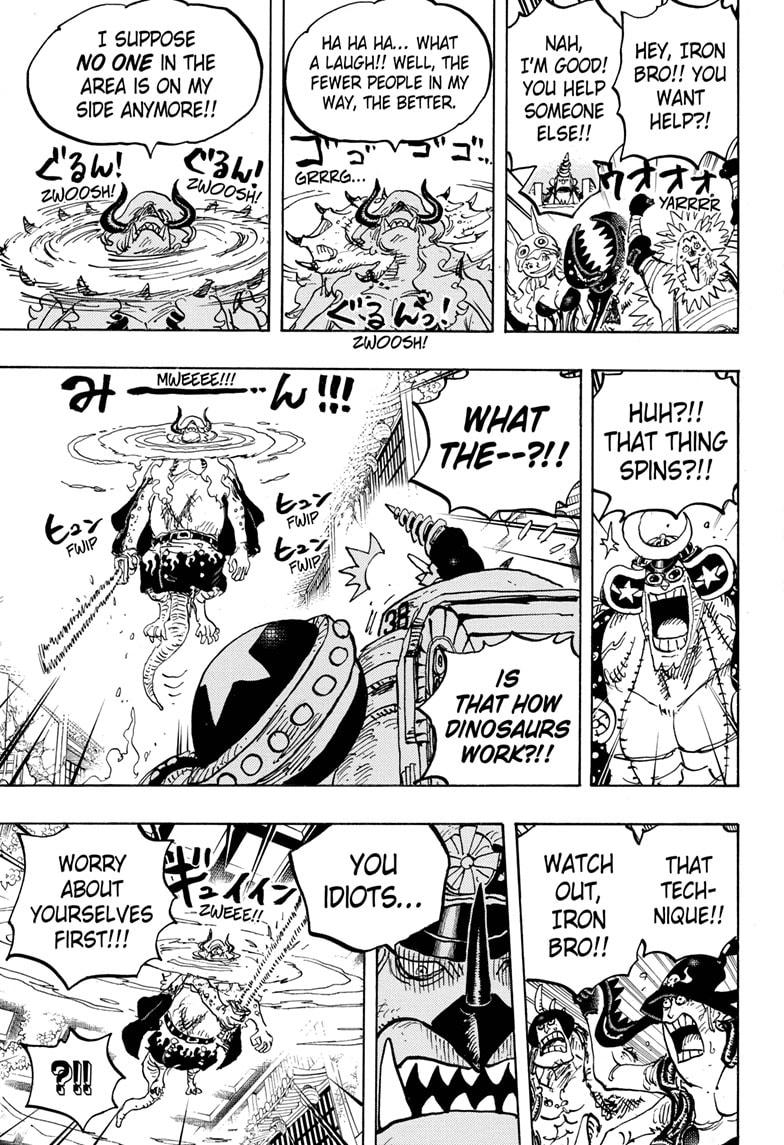 HEY, IRON
BRO!! YOU
WANT
HELP?!
NAH,
I'M GOOD!
YOU HELP
SOMEONE
ELSE!!
ウオオオ
YARRRR
HA HA HA... WHAT
A LAUGH!! WELL, THE
FEWER PEOPLE IN MY
WAY, THE BETTER.
ゴゴゴゴ...
GRRRG...
ぐるんっ!
ZWOOSH!
I SUPPOSE
NO ONE IN THE
AREA IS ON MY
SIDE ANYMORE!!
ぐるん!
ZWOOSH!
ぐるん!
ZWOOSH!
HUH?!!
THAT THING
SPINS?!!
WHAT
THE--?!!
みーーん!!!
MWEEEE!!!
ヒュン
FWIP
ヒュン
FWIP
ヒュン
FWIP
138
IS
THAT HOW
DINOSAURS
WORK?!!
THAT
TECH-
NIQUE!!
WATCH
OUT,
IRON
BRO!!
YOU
IDIOTS...
ギュイイン
ZWEEE!!
WORRY
ABOUT
YOURSELVES
FIRST!!!
?!!